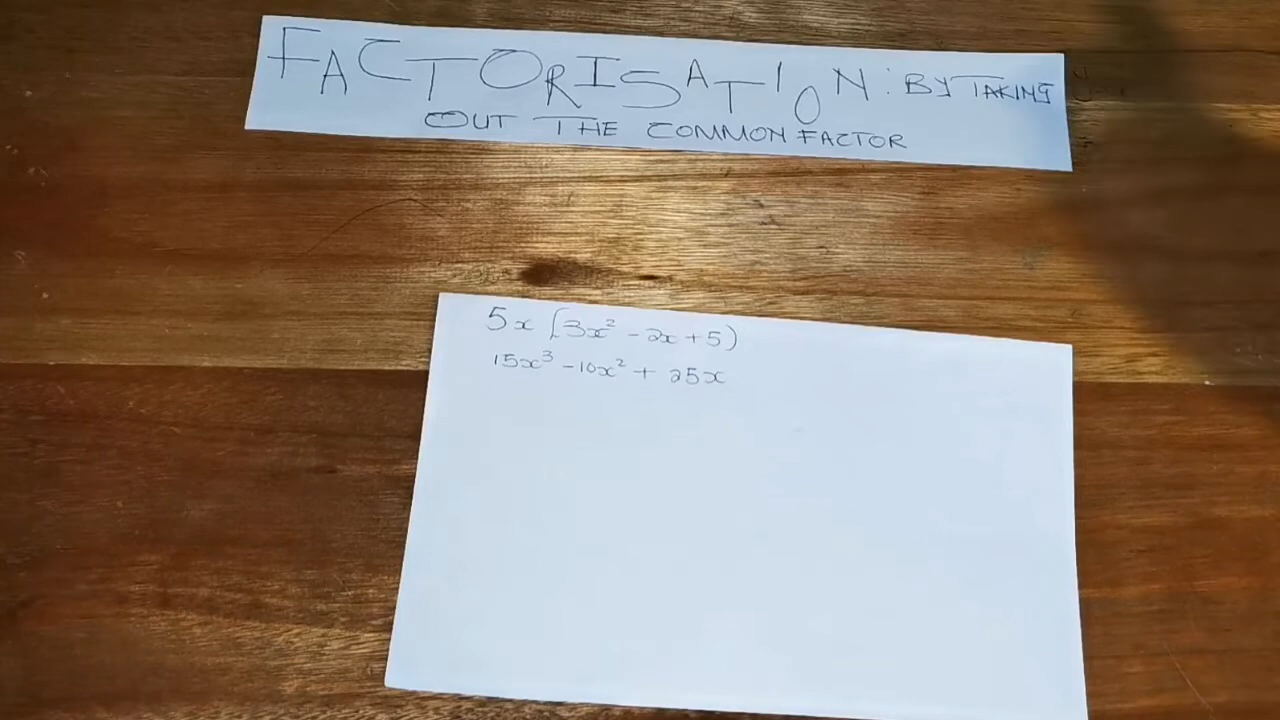 FACTORISATION: BY TAKING
OUT THE COMMON FACTOR
5x (3x² - 2x + 5)
15x³ - 10x² + 25x